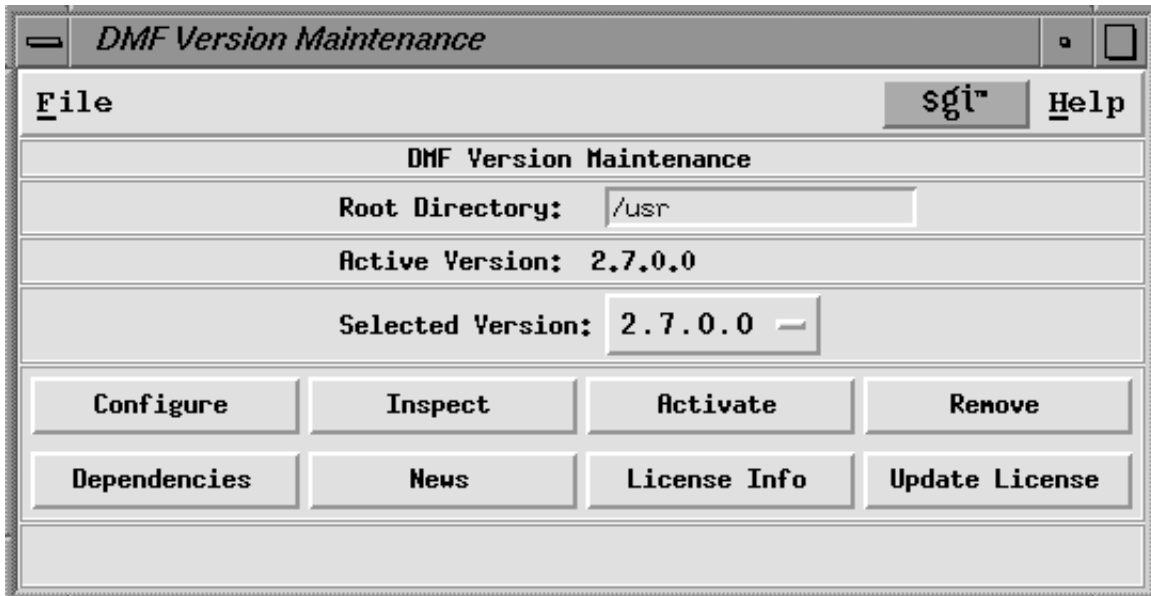 DMF Version Maintenance
File sgi™ Help
DMF Version Maintenance
Root Directory: /usr
Active Version: 2.7.0.0
Selected Version: 2.7.0.0
Configure Inspect Activate Remove
Dependencies News License Info Update License